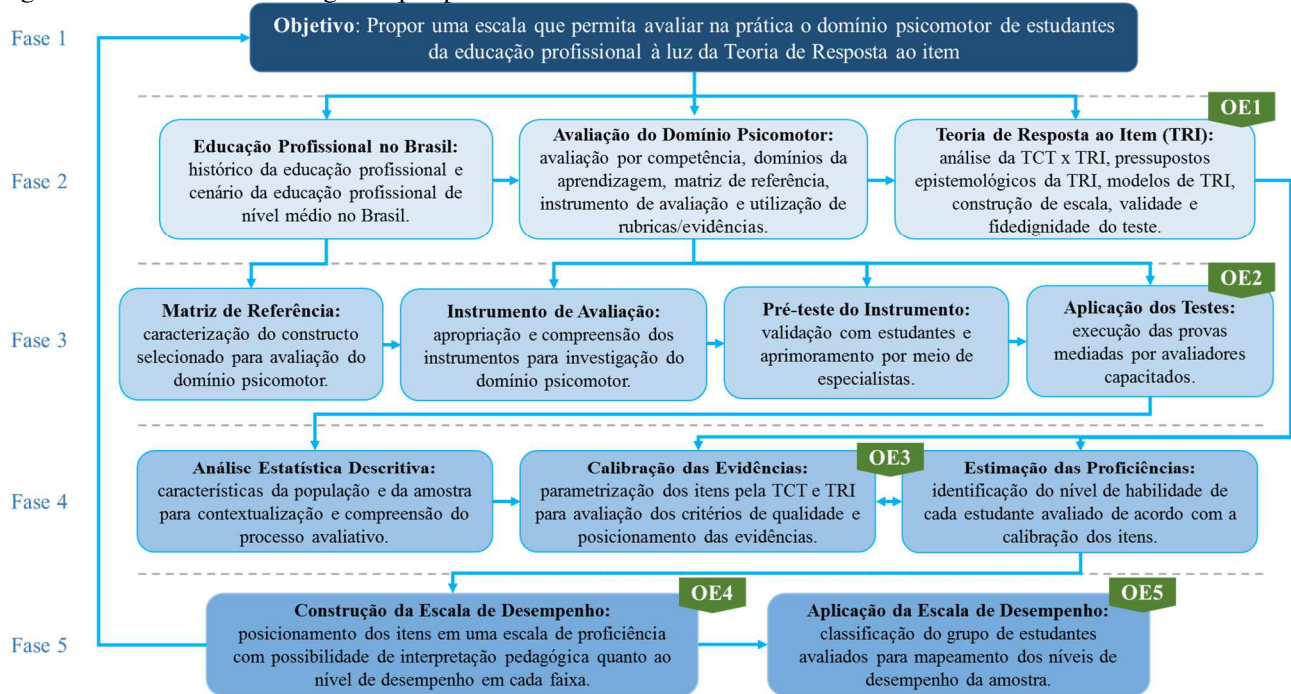 Fase 1
Objetivo: Propor uma escala que permita avaliar na prática o domínio psicomotor de estudantes
da educação profissional à luz da Teoria de Resposta ao item
OE1
Fase 2
Educação Profissional no Brasil:
histórico da educação profissional e
cenário da educação profissional de
nível médio no Brasil.
Avaliação do Domínio Psicomotor:
avaliação por competência, domínios da
aprendizagem, matriz de referência,
instrumento de avaliação e utilização de
rubricas/evidências.
Teoria de Resposta ao Item (TRI):
análise da TCT x TRI, pressupostos
epistemológicos da TRI, modelos de TRI,
construção de escala, validade e
fidedignidade do teste.
OE2
Fase 3
Matriz de Referência:
caracterização do constructo
selecionado para avaliação do
domínio psicomotor.
Instrumento de Avaliação:
apropriação e compreensão dos
instrumentos para investigação do
domínio psicomotor.
Pré-teste do Instrumento:
validação com estudantes e
aprimoramento por meio de
especialistas.
Aplicação dos Testes:
execução das provas
mediadas por avaliadores
capacitados.
Fase 4
Análise Estatística Descritiva:
características da população e da amostra
para contextualização e compreensão do
processo avaliativo.
Calibração das Evidências:
parametrização dos itens pela TCT e TRI
para avaliação dos critérios de qualidade e
posicionamento das evidências.
OE3
Estimação das Proficiências:
identificação do nível de habilidade de
cada estudante avaliado de acordo com a
calibração dos itens.
Fase 5
Construção da Escala de Desempenho:
posicionamento dos itens em uma escala de proficiência
com possibilidade de interpretação pedagógica quanto ao
nível de desempenho em cada faixa.
OE4
Aplicação da Escala de Desempenho:
classificação do grupo de estudantes
avaliados para mapeamento dos níveis de
desempenho da amostra.
OE5